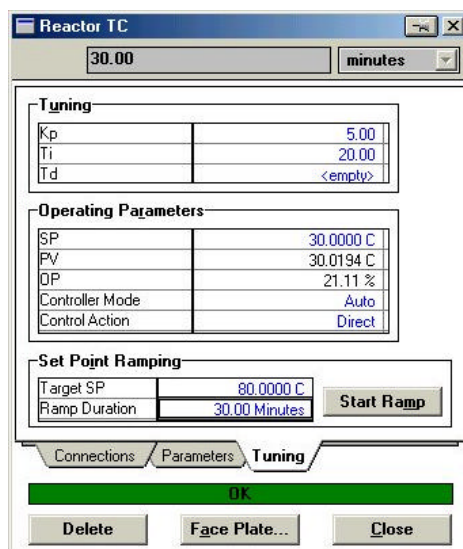 Reactor TC
30.00 minutes
Tuning
Kp 5.00
Ti 20.00
Td <empty>
Operating Parameters
SP 30.0000 C
PV 30.0194 C
OP 21.11 %
Controller Mode Auto
Control Action Direct
Set Point Ramping
Target SP 80.0000 C
Ramp Duration 30.00 Minutes
Start Ramp
Connections Parameters Tuning
OK
Delete Face Plate... Close